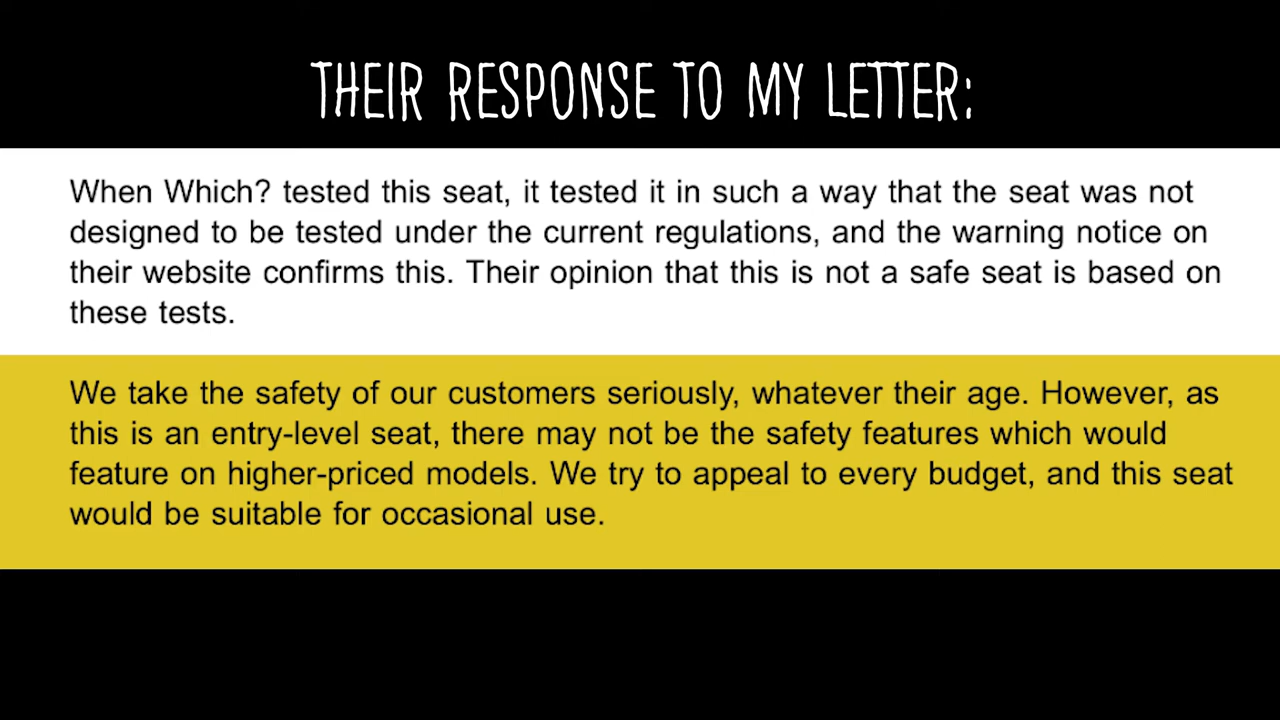 THEIR RESPONSE TO MY LETTER:
When Which? tested this seat, it tested it in such a way that the seat was not
designed to be tested under the current regulations, and the warning notice on
their website confirms this. Their opinion that this is not a safe seat is based on
these tests.
We take the safety of our customers seriously, whatever their age. However, as
this is an entry-level seat, there may not be the safety features which would
feature on higher-priced models. We try to appeal to every budget, and this seat
would be suitable for occasional use.